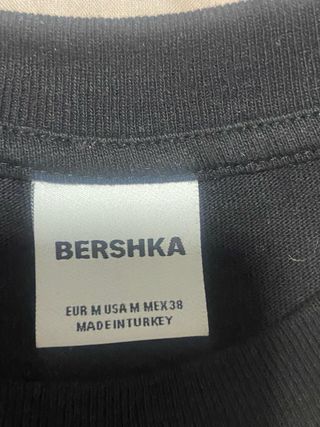 BERSHKA
EUR M USA M MEX 38
MADE IN TURKEY